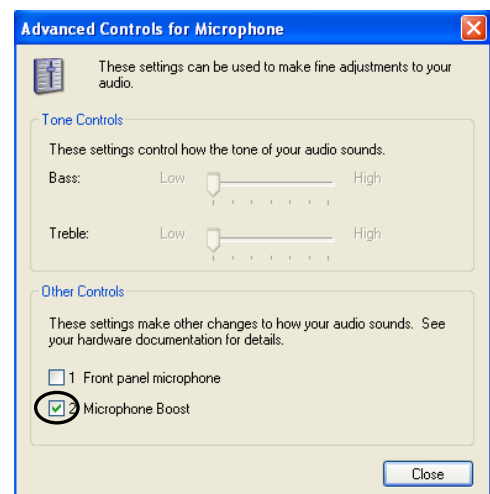 Advanced Controls for Microphone
These settings can be used to make fine adjustments to your
audio.
Tone Controls
These settings control how the tone of your audio sounds.
Bass: Low High
Treble: Low High
Other Controls
These settings make other changes to how your audio sounds. See
your hardware documentation for details.
1 Front panel microphone
2 Microphone Boost
Close